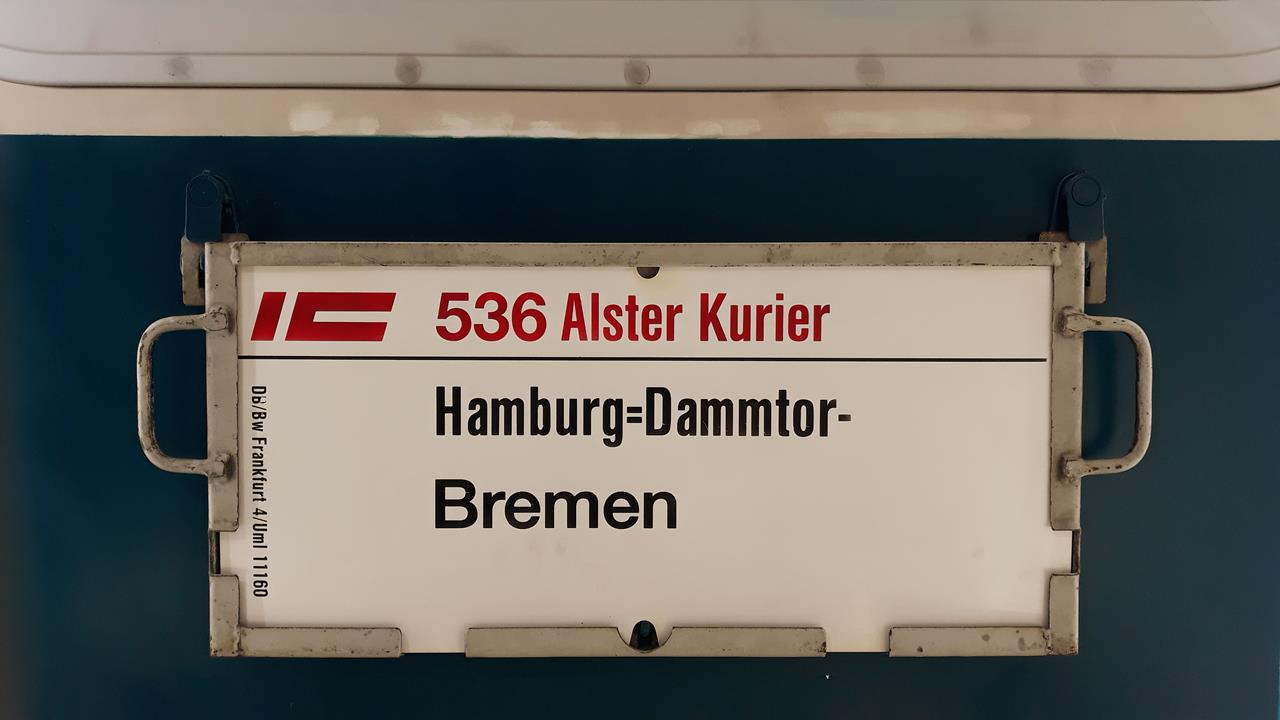 IC 536 Alster Kurier
Hamburg=Dammtor-
Bremen
Db/Bw Frankfurt 4/Uml 11160